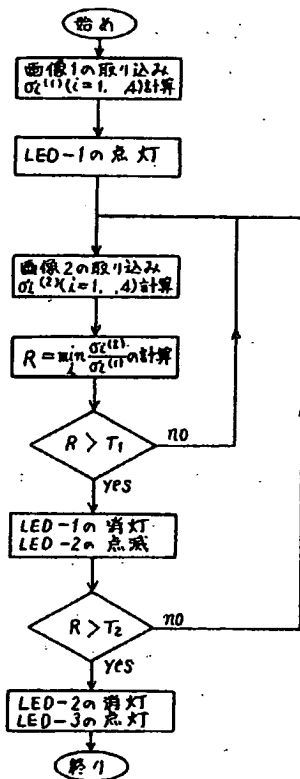 始め
画像1の取り込み
σi⁽¹⁾(i=1, ,4)計算
LED-1の点灯
画像2の取り込み
σi⁽²⁾(i=1, ,4)計算
R=min σi⁽²⁾/σi⁽¹⁾の計算
i
R>T₁
no
yes
LED-1の消灯
LED-2の点滅
R>T₂
no
yes
LED-2の消灯
LED-3の点灯
終り